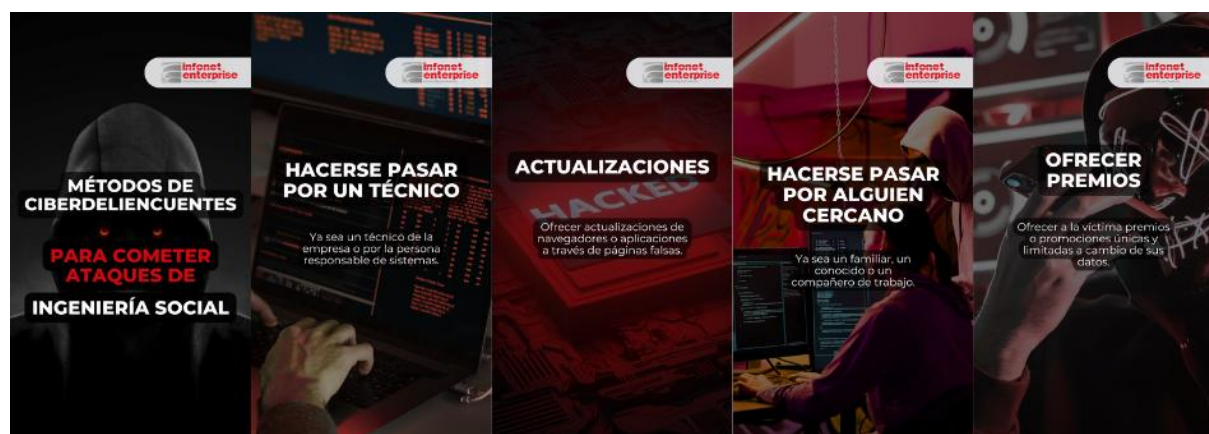 infonet
enterprise
MÉTODOS DE
CIBERDELIENCUENTES
PARA COMETER
ATAQUES DE
INGENIERÍA SOCIAL
infonet
enterprise
HACERSE PASAR
POR UN TÉCNICO
Ya sea un técnico de la
empresa o por la persona
responsable de sistemas.
infonet
enterprise
ACTUALIZACIONES
HACKED
Ofrecer actualizaciones de
navegadores o aplicaciones
a través de páginas falsas.
infonet
enterprise
HACERSE PASAR
POR ALGUIEN
CERCANO
Ya sea un familiar, un
conocido o un
compañero de trabajo.
infonet
enterprise
OFRECER
PREMIOS
Ofrecer a la víctima premios
o promociones únicas y
limitadas a cambio de sus
datos.